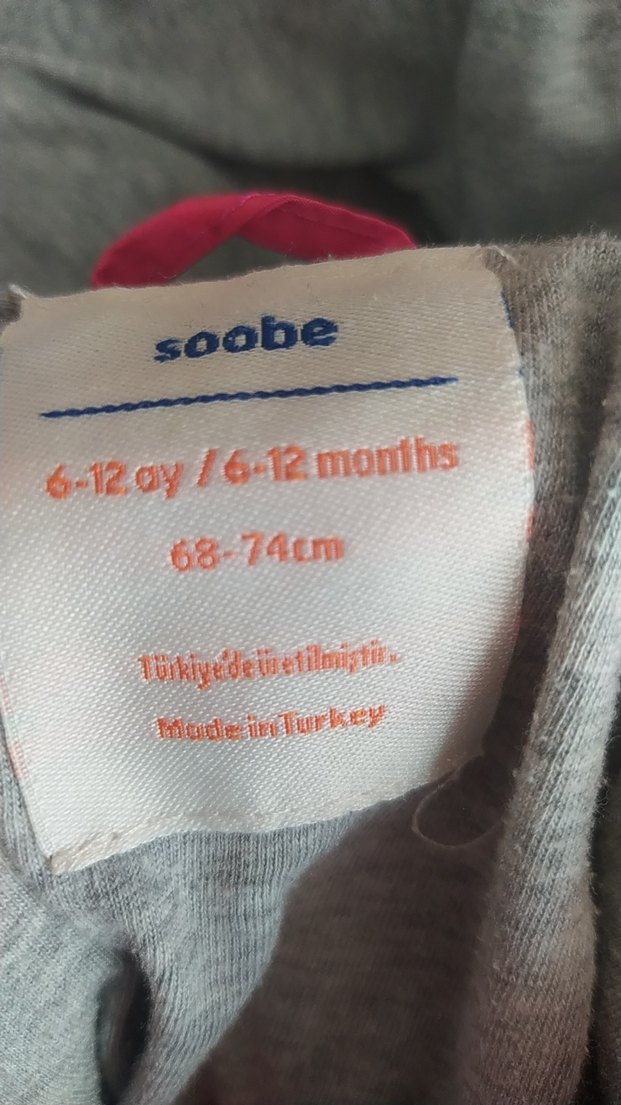 soobe
6-12 ay / 6-12 months
68-74cm
Türkiye'de üretilmiştir.
Made in Turkey